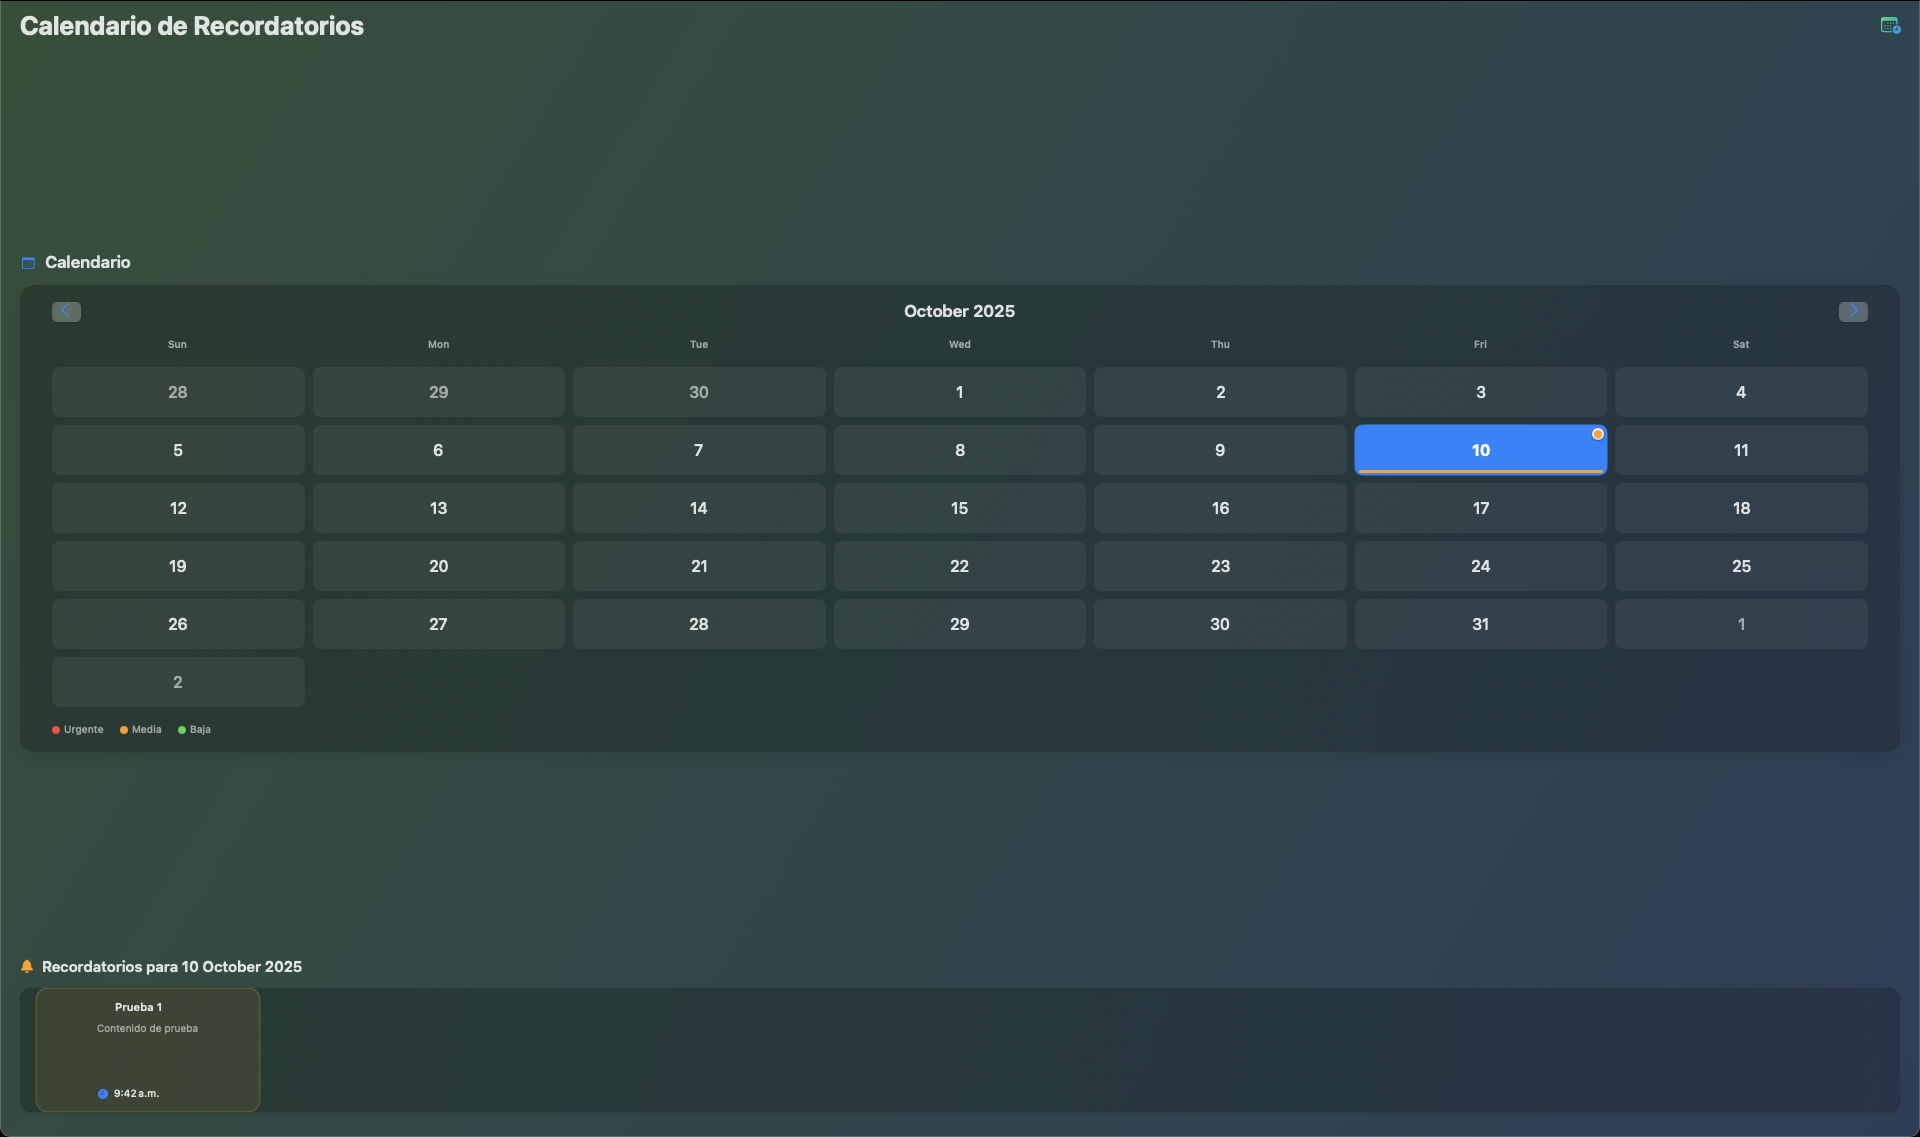 Calendario de Recordatorios
Calendario
October 2025
Sun Mon Tue Wed Thu Fri Sat
28 29 30 1 2 3 4
5 6 7 8 9 10 11
12 13 14 15 16 17 18
19 20 21 22 23 24 25
26 27 28 29 30 31 1
2
Urgente Media Baja
Recordatorios para 10 October 2025
Prueba 1
Contenido de prueba
9:42 a.m.